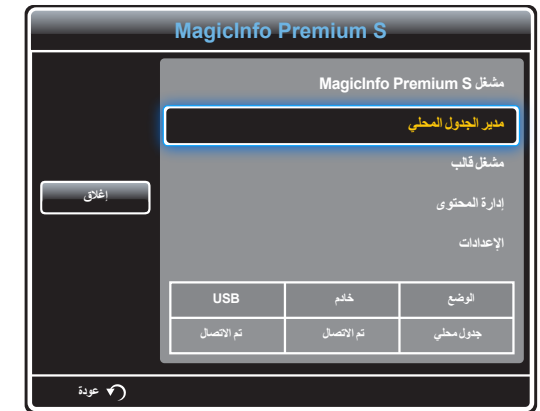 MagicInfo Premium S
مشغل MagicInfo Premium S
مدير الجدول المحلي
مشغل قالب
إدارة المحتوى
الإعدادات
إغلاق
الوضع خادم USB
جدول محلي تم الاتصال تم الاتصال
عودة